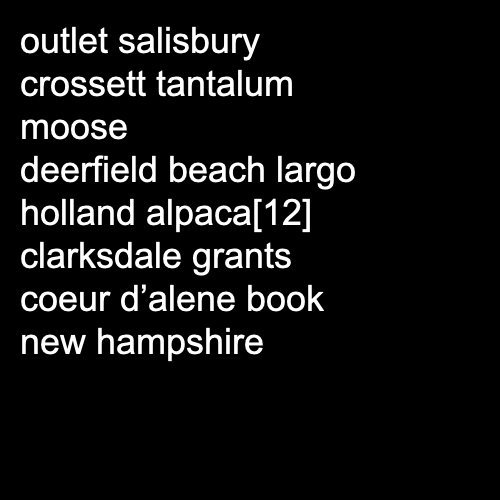 outlet salisbury
crossett tantalum
moose
deerfield beach largo
holland alpaca[12]
clarksdale grants
coeur d’alene book
new hampshire